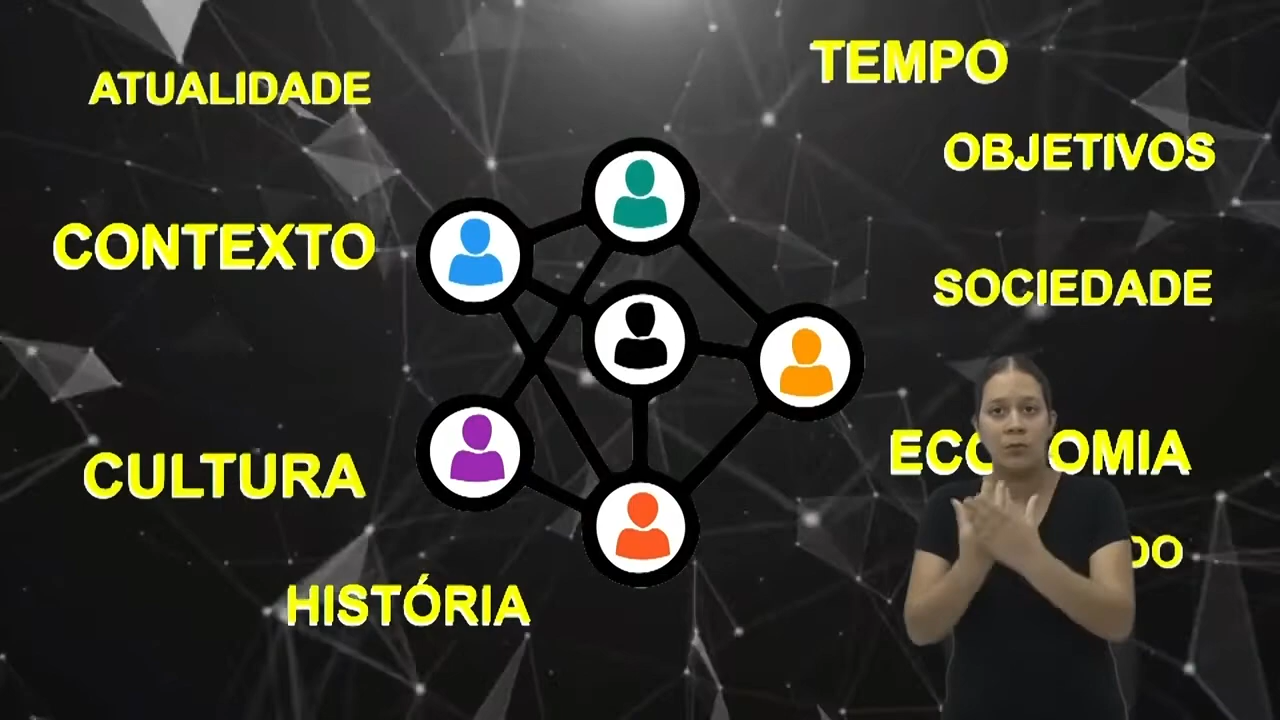 ATUALIDADE
CONTEXTO
CULTURA
HISTÓRIA
TEMPO
OBJETIVOS
SOCIEDADE